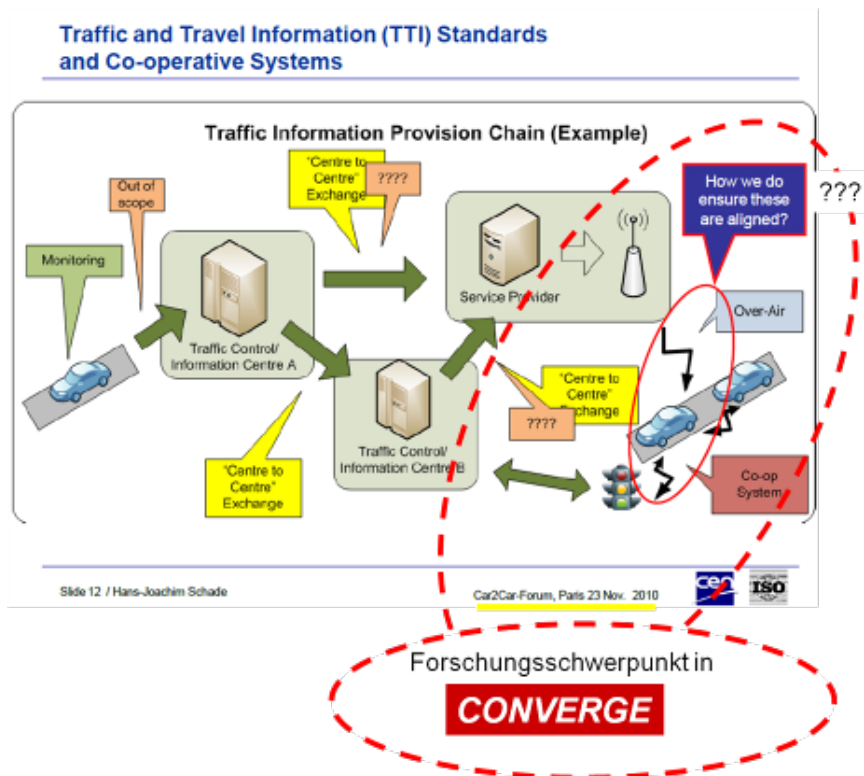 Traffic and Travel Information (TTI) Standards
and Co-operative Systems
Traffic Information Provision Chain (Example)
"Centre to
Centre"
Exchange
????
Out of
scope
Monitoring
How we do
ensure these
are aligned?
???
Traffic Control/
Information Centre A
Service Provider
Over-Air
"Centre to
Centre"
Exchange
????
Traffic Control/
Information Centre B
"Centre to
Centre"
Exchange
Co-op
System
Slide 12 / Hans-Joachim Schade
Car2Car-Forum, Paris 23 Nov. 2010
cen
ISO
Forschungsschwerpunkt in
CONVERGE